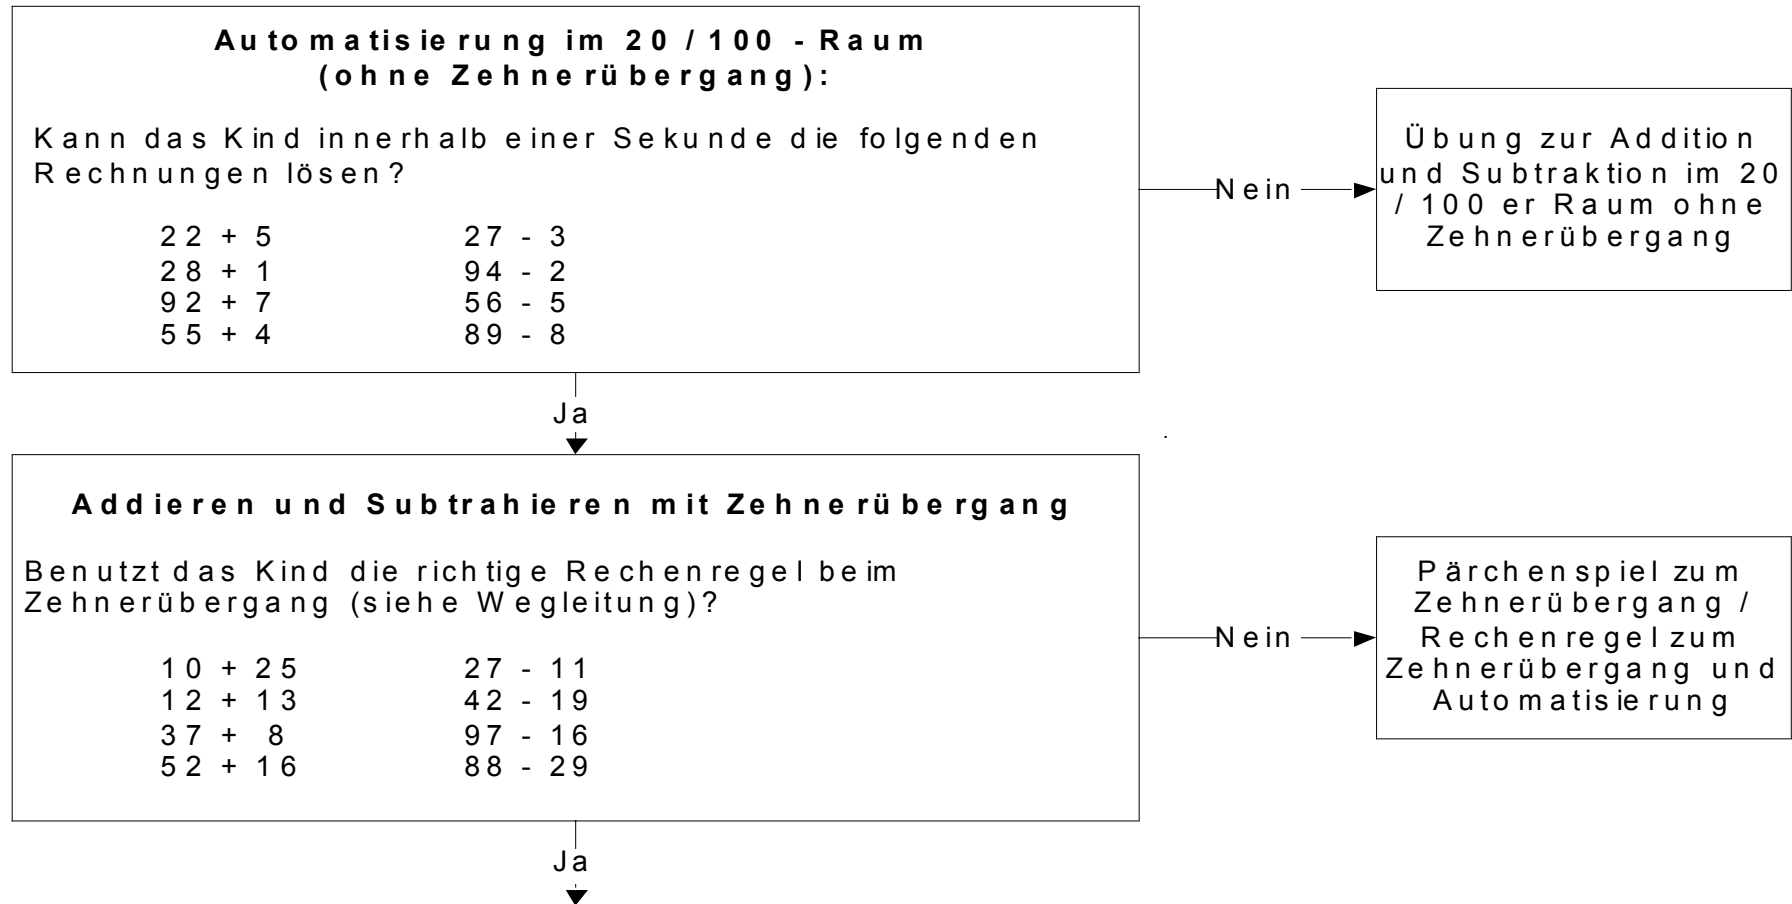 Automatisierung im 20 / 100 - Raum
(ohne Zehnerübergang):
Kann das Kind innerhalb einer Sekunde die folgenden
Rechnungen lösen?
22 + 5 27 - 3
28 + 1 94 - 2
92 + 7 56 - 5
55 + 4 89 - 8
Nein
Übung zur Addition
und Subtraktion im 20
/ 100 er Raum ohne
Zehnerübergang
Ja
Addieren und Subtrahieren mit Zehnerübergang
Benutzt das Kind die richtige Rechenregel beim
Zehnerübergang (siehe Wegleitung)?
10 + 25 27 - 11
12 + 13 42 - 19
37 + 8 97 - 16
52 + 16 88 - 29
Nein
Pärchenspiel zum
Zehnerübergang /
Rechenregel zum
Zehnerübergang und
Automatisierung
Ja